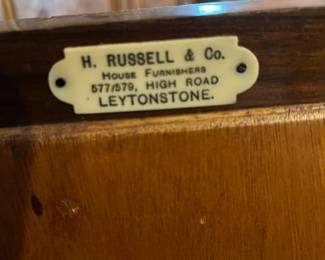 H. RUSSELL & Co.
HOUSE FURNISHERS
577/579, HIGH ROAD
LEYTONSTONE.